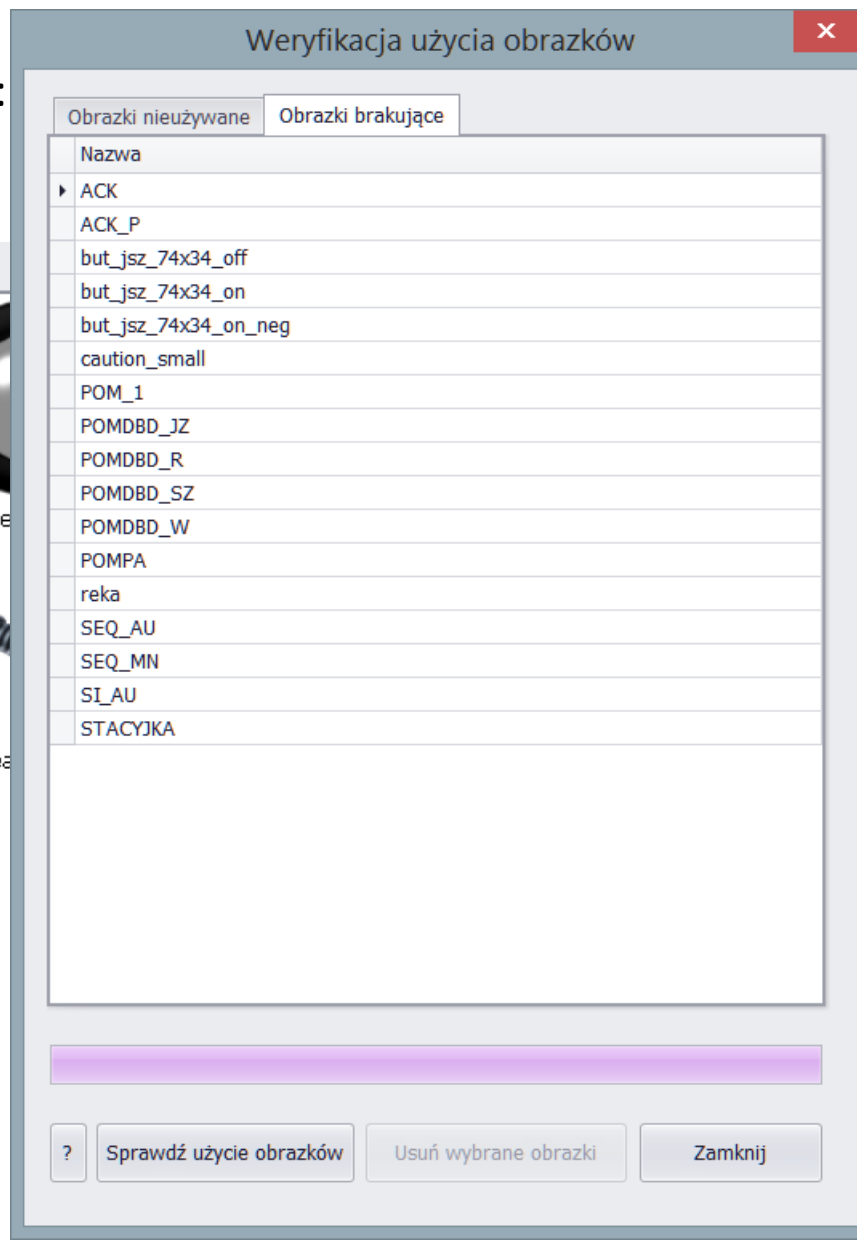 Weryfikacja użycia obrazków
Obrazki nieużywane
Obrazki brakujące
Nazwa
ACK
ACK_P
but_jsz_74x34_off
but_jsz_74x34_on
but_jsz_74x34_on_neg
caution_small
POM_1
POMDBD_JZ
POMDBD_R
POMDBD_SZ
POMDBD_W
POMPA
reka
SEQ_AU
SEQ_MN
SI_AU
STACYJKA
?
Sprawdź użycie obrazków
Usuń wybrane obrazki
Zamknij